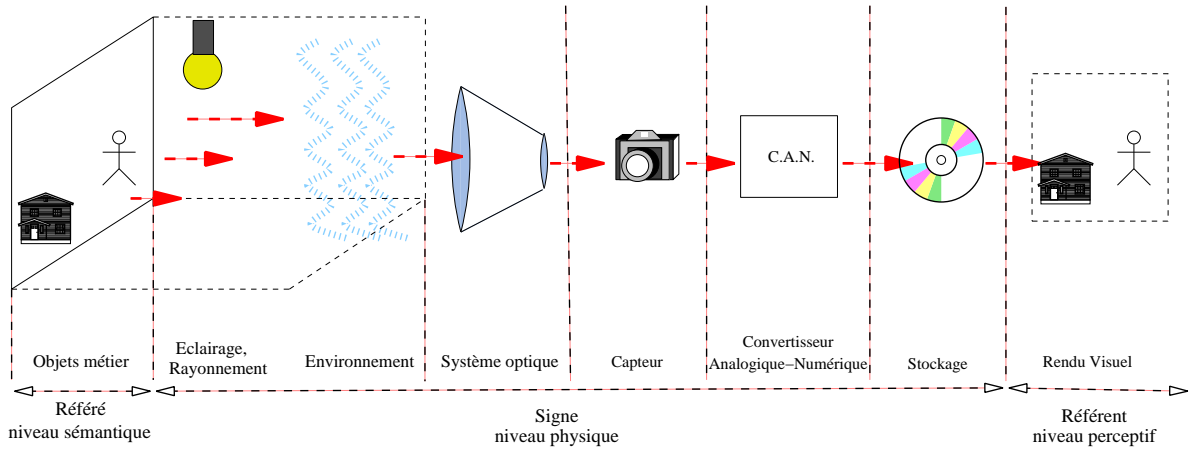 C.A.N.
Objets métier
Eclairage,
Rayonnement
Environnement
Système optique
Capteur
Convertisseur
Analogique–Numérique
Stockage
Rendu Visuel
Référé
niveau sémantique
Signe
niveau physique
Référent
niveau perceptif